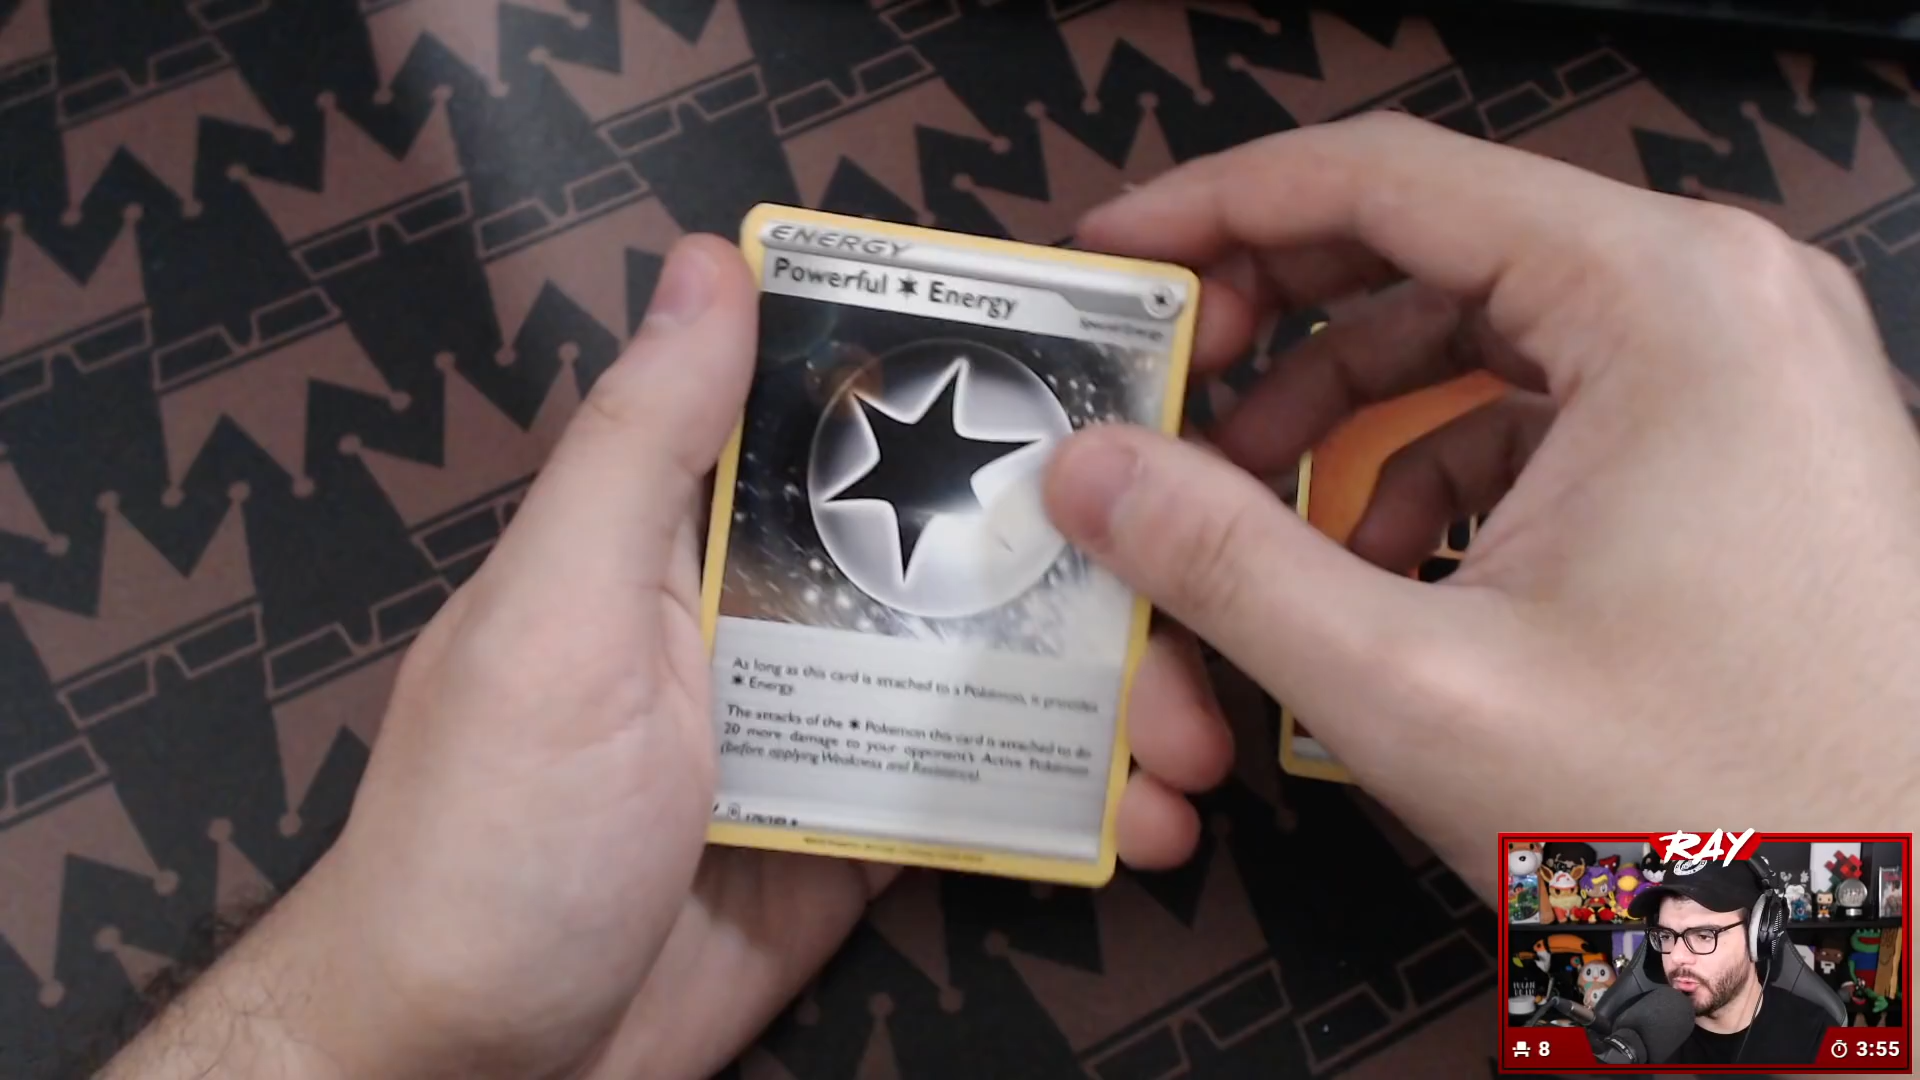 ENERGY
Powerful Energy
Special Energy
As long as this card is attached to a Pokémon, it provides
Energy.
The attacks of the Pokémon this card is attached to do
20 more damage to your opponent's Active Pokémon
(before applying Weakness and Resistance).
RAY
8
3:55